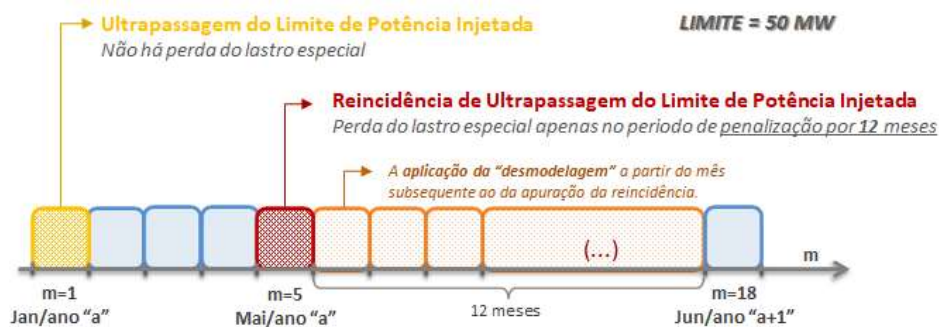 Ultrapassagem do Limite de Potência Injetada
LIMITE = 50 MW
Não há perda do lastro especial
Reincidência de Ultrapassagem do Limite de Potência Injetada
Perda do lastro especial apenas no período de penalização por 12 meses
A aplicação da “desmodelagem” a partir do mês
subsequente ao da apuração da reincidência.
(...)
m
m=1
m=5
12 meses
m=18
Jan/ano “a”
Mai/ano “a”
Jun/ano “a+1”